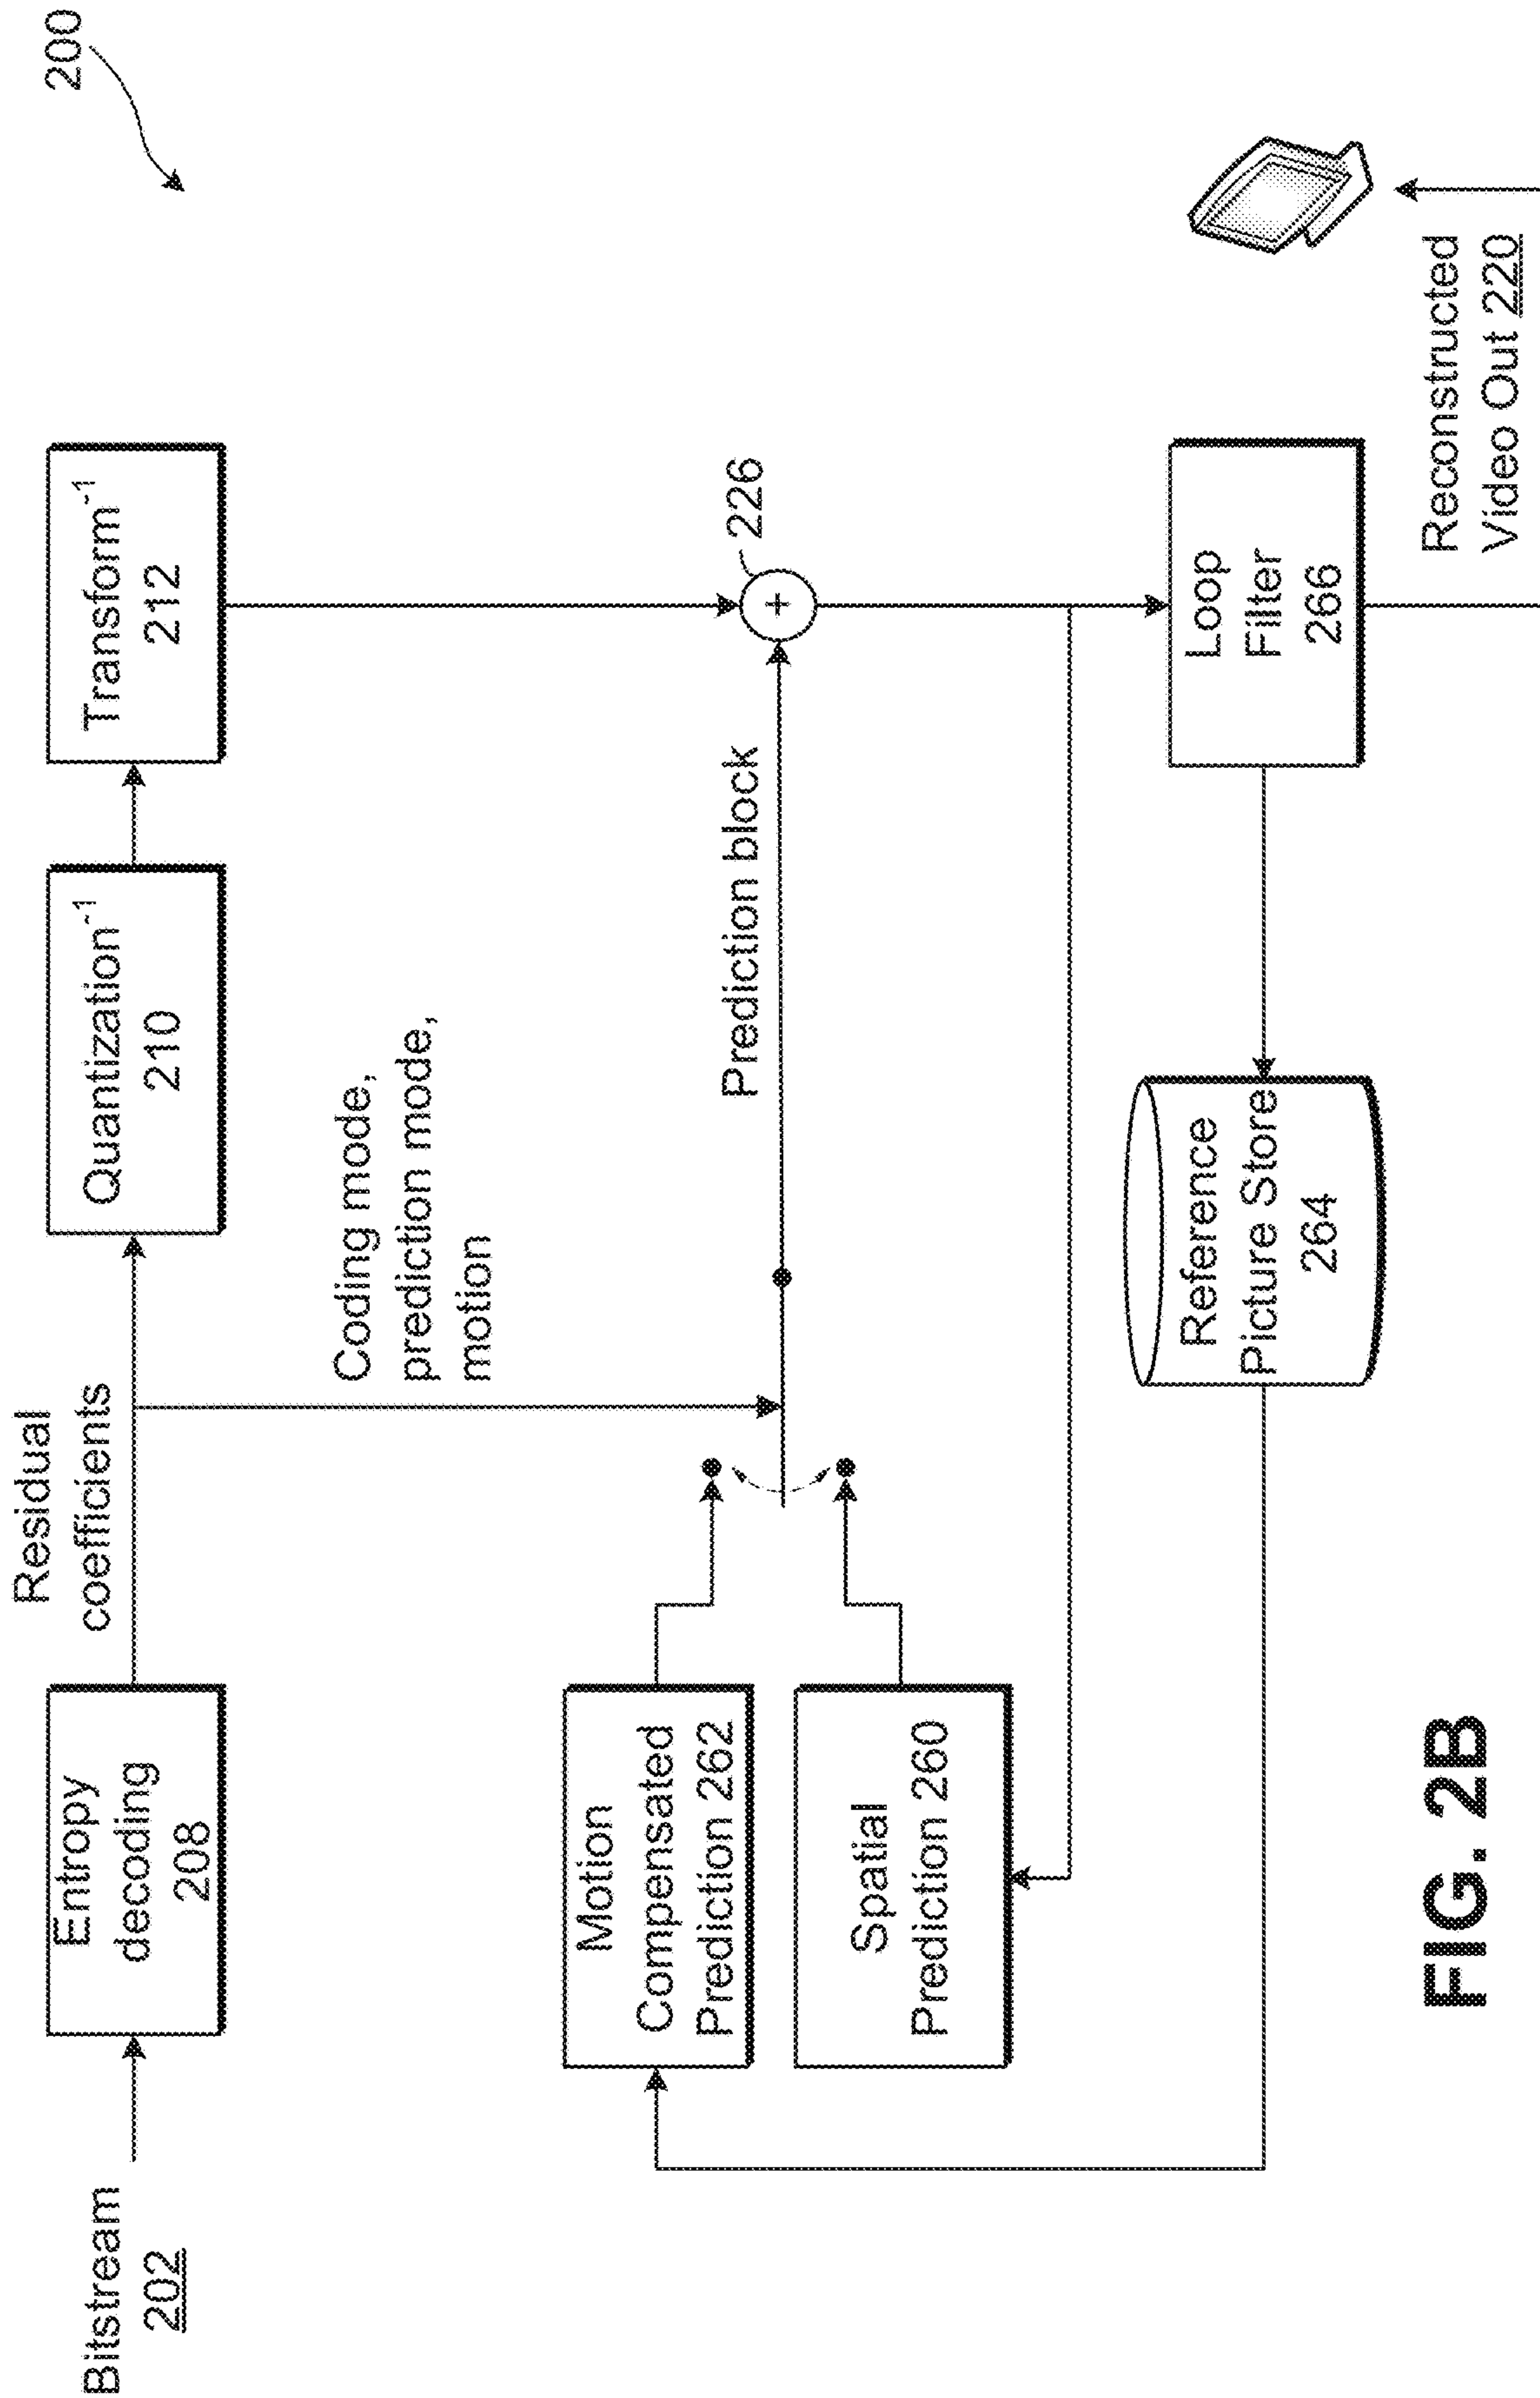 200
Bitstream
202
Entropy
decoding
208
Residual
coefficients
Quantization-1
210
Transform-1
212
Coding mode,
prediction mode,
motion
Motion
Compensated
Prediction 262
Spatial
Prediction 260
Prediction block
226
+
Reference
Picture Store
264
Loop
Filter
266
Reconstructed
Video Out 220
FIG. 2B